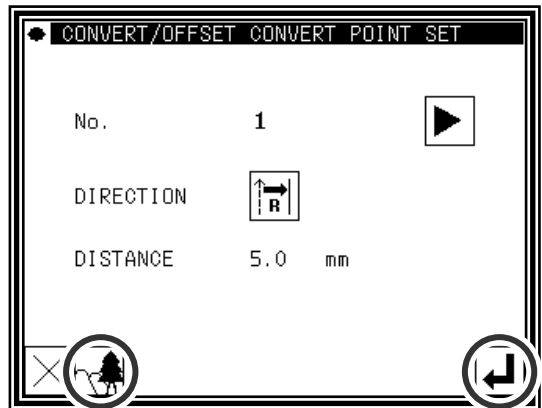 CONVERT/OFFSET CONVERT POINT SET
No. 1
DIRECTION R
DISTANCE 5.0 mm